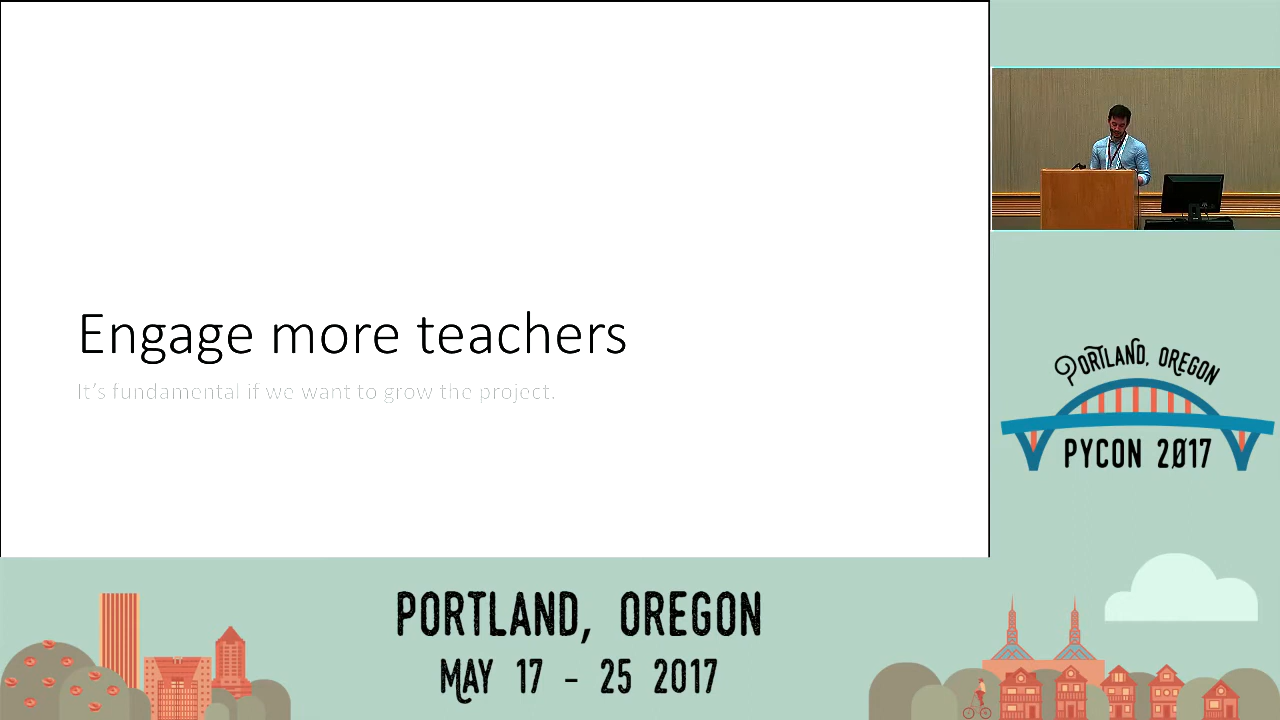 Engage more teachers
It's fundamental if we want to grow the project.
PORTLAND, OREGON
PYCON 2017
PORTLAND, OREGON
MAY 17 - 25 2017